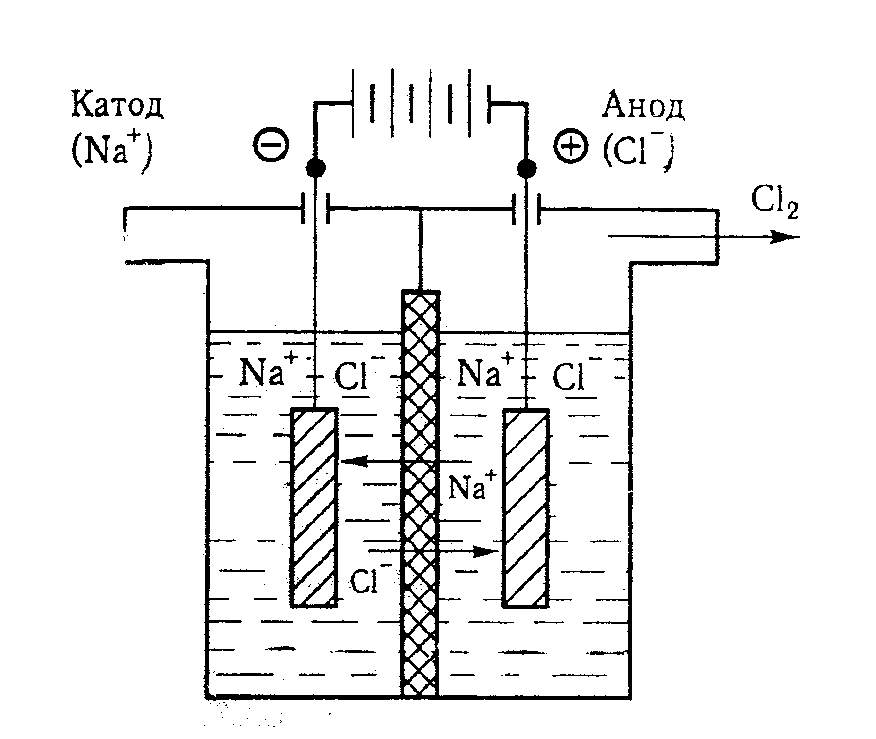 Катод
(Na⁺)
⊖
⊕
Анод
(Cl⁻)
Cl₂
Na⁺ Cl⁻ Na⁺ Cl⁻
Na⁺
Cl⁻